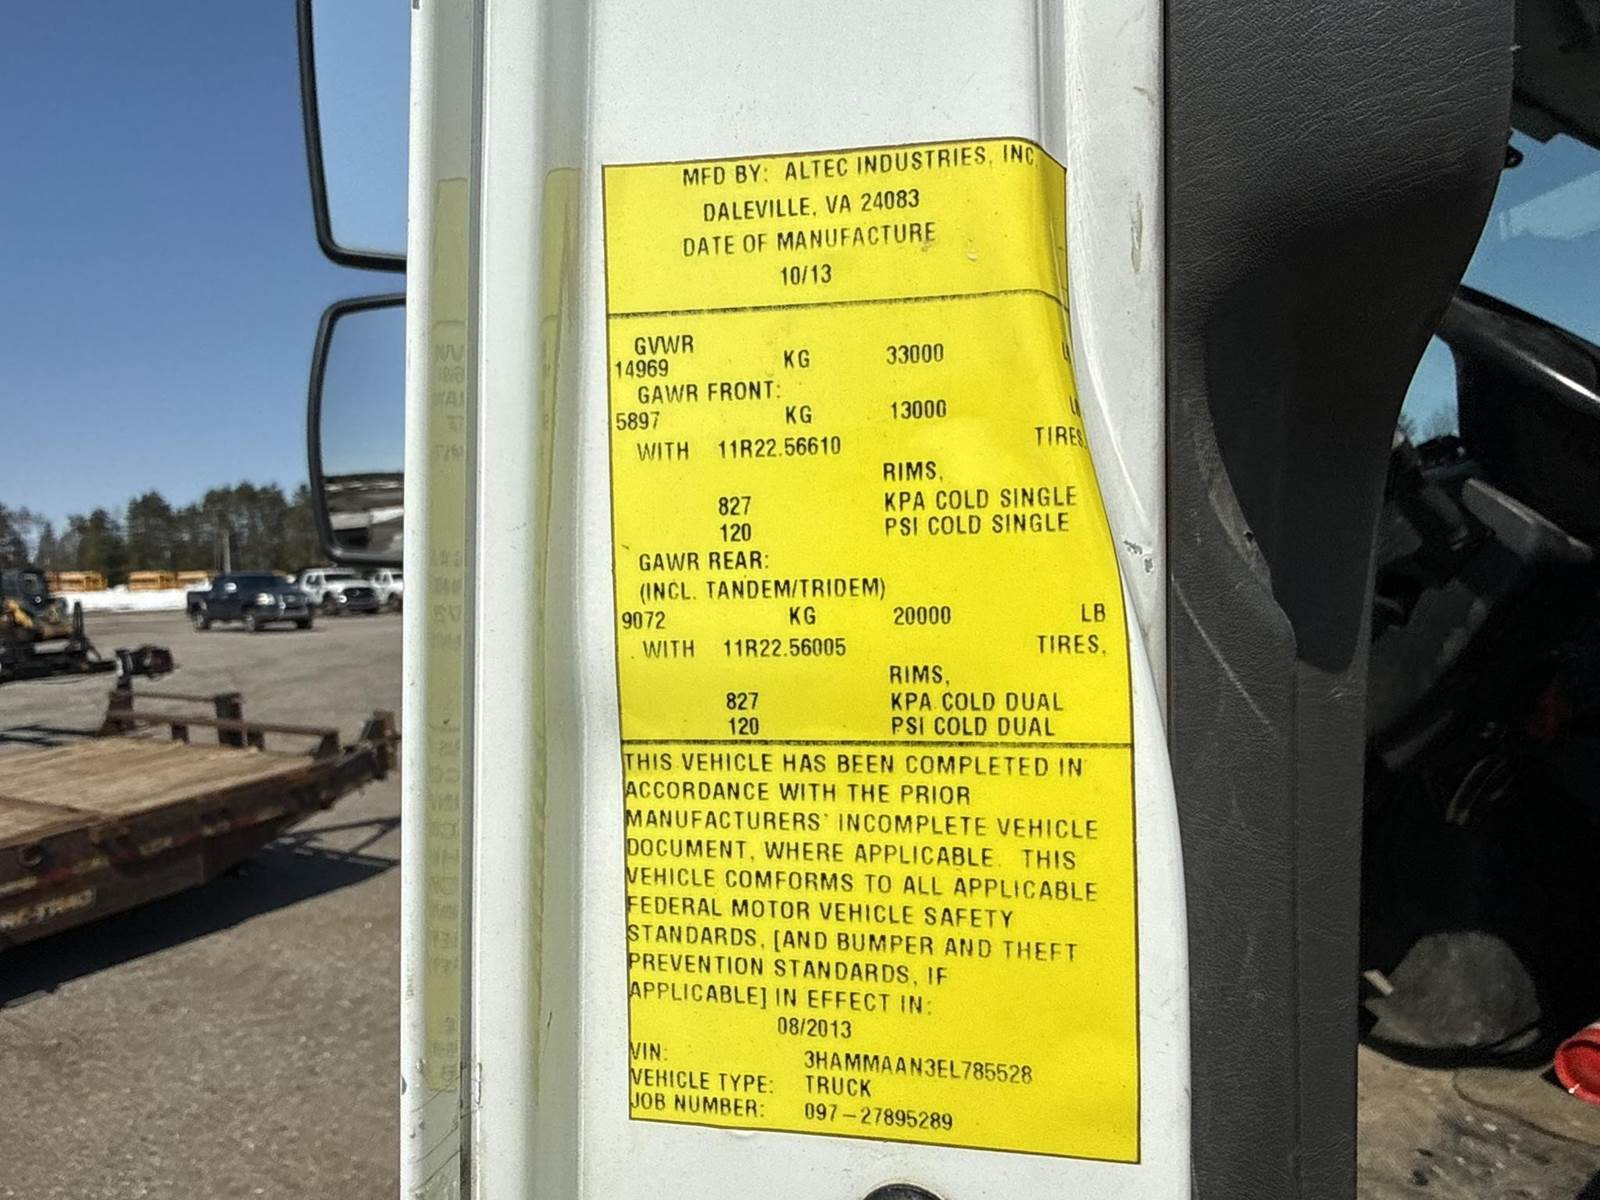 MFD BY: ALTEC INDUSTRIES, INC.
DALEVILLE, VA 24083
DATE OF MANUFACTURE
10/13
GVWR
14969 KG 33000
GAWR FRONT:
5897 KG 13000
WITH 11R22.56610 TIRES
RIMS,
827 KPA COLD SINGLE
120 PSI COLD SINGLE
GAWR REAR:
(INCL. TANDEM/TRIDEM)
9072 KG 20000 LB
WITH 11R22.56005 TIRES,
RIMS,
827 KPA COLD DUAL
120 PSI COLD DUAL
THIS VEHICLE HAS BEEN COMPLETED IN
ACCORDANCE WITH THE PRIOR
MANUFACTURERS' INCOMPLETE VEHICLE
DOCUMENT, WHERE APPLICABLE. THIS
VEHICLE COMFORMS TO ALL APPLICABLE
FEDERAL MOTOR VEHICLE SAFETY
STANDARDS, [AND BUMPER AND THEFT
PREVENTION STANDARDS, IF
APPLICABLE] IN EFFECT IN:
08/2013
VIN: 3HAMMAAN3EL785528
VEHICLE TYPE: TRUCK
JOB NUMBER: 097-27895289